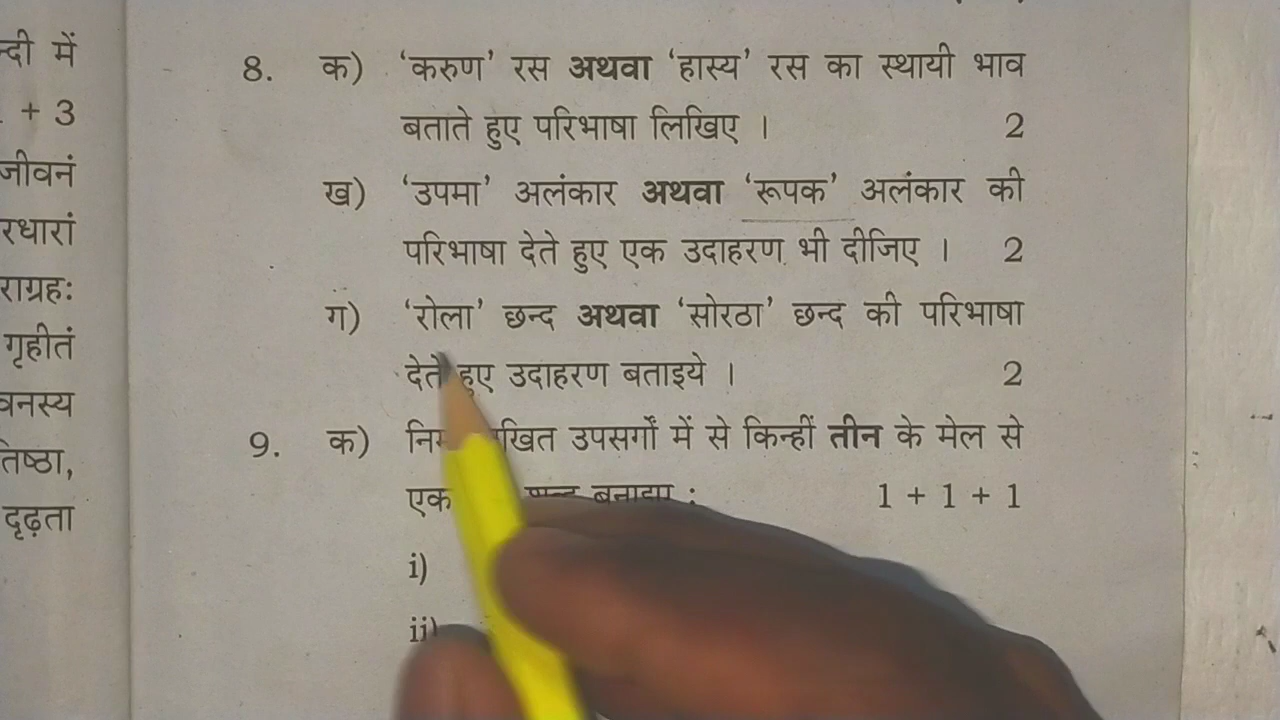 न्दी में
+ 3
जीवनं
रधारां
राग्रहः
गृहीतं
वनस्य
तिष्ठा,
दृढ़ता
8. क) ‘करुण’ रस अथवा ‘हास्य’ रस का स्थायी भाव
बताते हुए परिभाषा लिखिए । 2
ख) ‘उपमा’ अलंकार अथवा ‘रूपक’ अलंकार की
परिभाषा देते हुए एक उदाहरण भी दीजिए । 2
ग) ‘रोला’ छन्द अथवा ‘सोरठा’ छन्द की परिभाषा
देते हुए उदाहरण बताइये । 2
9. क) उपसर्गों में से किन्हीं तीन के मेल से
एक : 1 + 1 + 1
i)
ii)